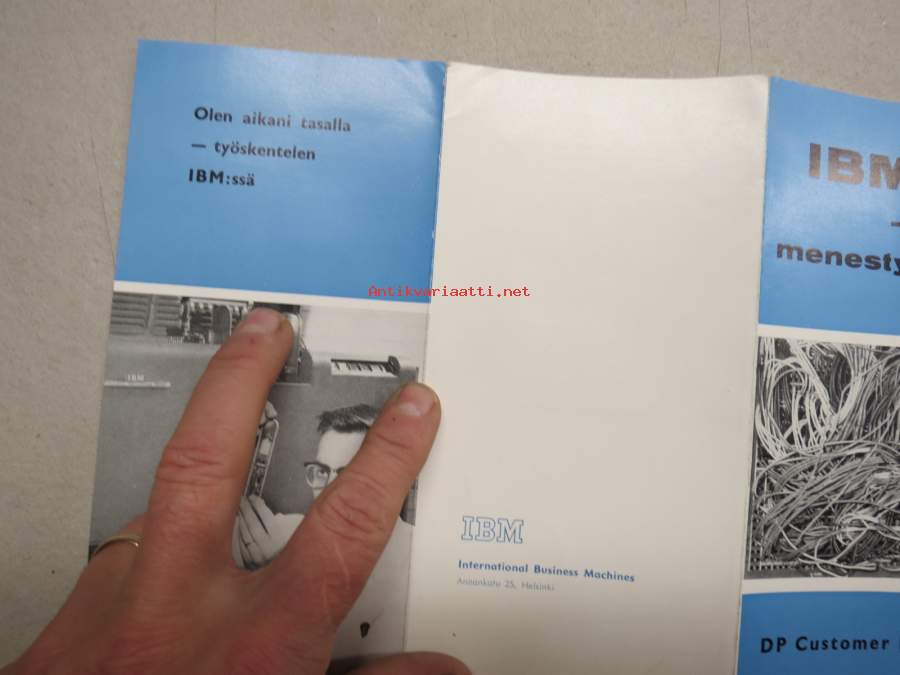 Olen aikani tasalla
— työskentelen
IBM:ssä
IBM
Antikvariaatti.net
IBM
International Business Machines
Annankatu 25, Helsinki
IBM
menesty
DP Customer